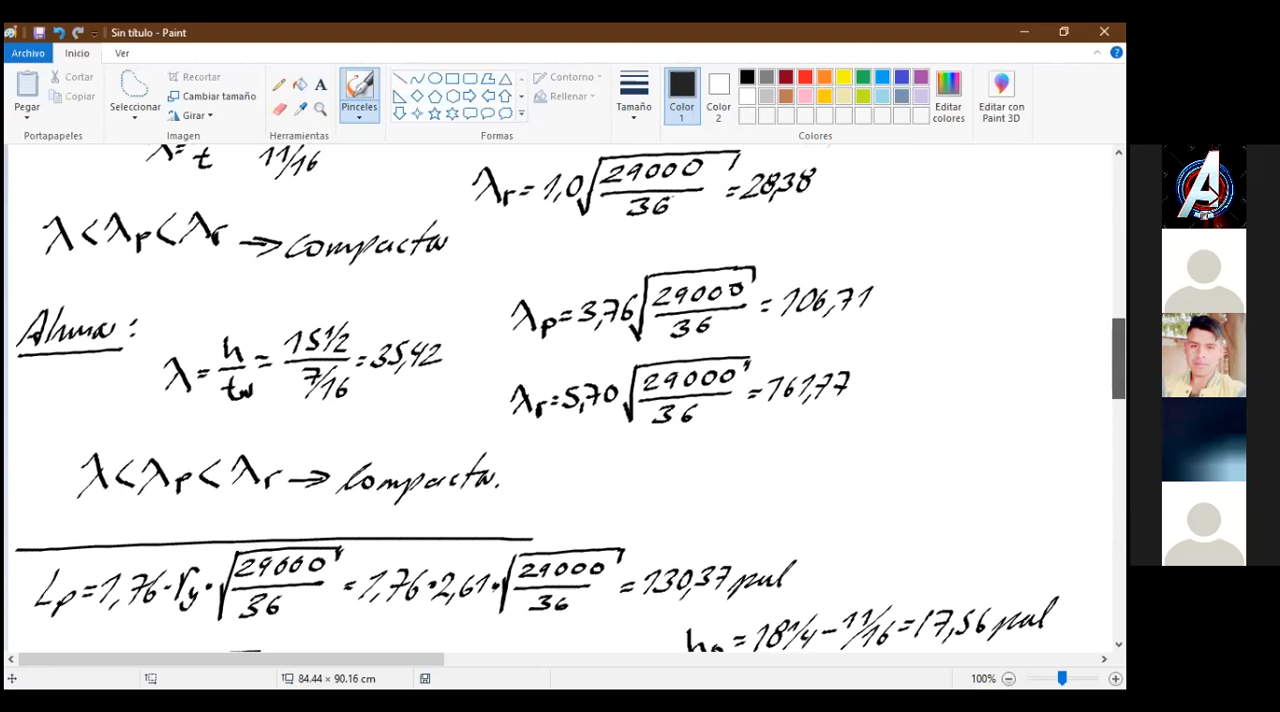 Sin título - Paint
Archivo Inicio Ver
Pegar
Cortar
Copiar
Portapapeles
Seleccionar
Recortar
Cambiar tamaño
Girar
Imagen
A
Herramientas
Pinceles
Contorno
Rellenar
Formas
Tamaño
Color 1
Color 2
Editar colores
Colores
Editar con Paint 3D
λ= t 11/16
λr=1,0√29000/36=28,38
λ<λp<λr→compacta
λp=3,76√29000/36=106,71
Alma:
λ=h/tw=15 1/2/7/16=35,42
λr=5,70√29000/36=161,77
λ<λp<λr→compacta.
Lp=1,76·ry·√29000/36=1,76·2,61·√29000/36=130,37 pul
ho=18 1/4-11/16=17,56 pul
84.44 × 90.16 cm
100%